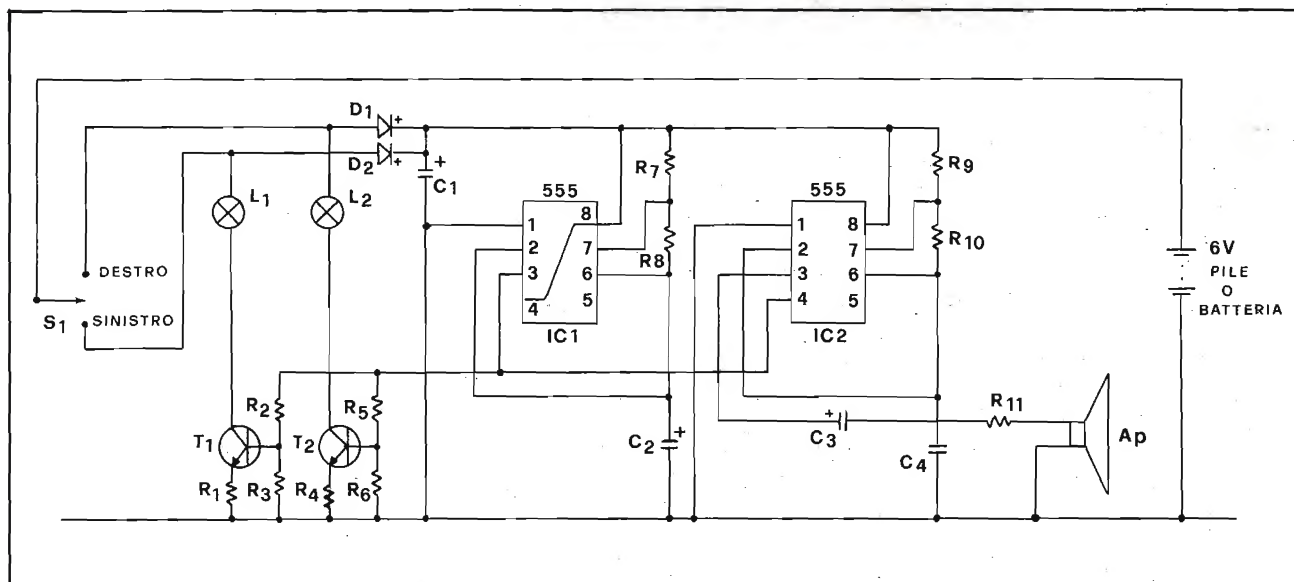 D1
D2
+
+
+
C1
L1
L2
DESTRO
S1
SINISTRO
555
1
2
3
4
8
7
6
5
IC1
R7
R8
555
1
2
3
4
8
7
6
5
IC2
R9
R10
6V
PILE
O
BATTERIA
R2
R5
T1
T2
R1
R3
R4
R6
C2
+
+
C3
C4
R11
Ap